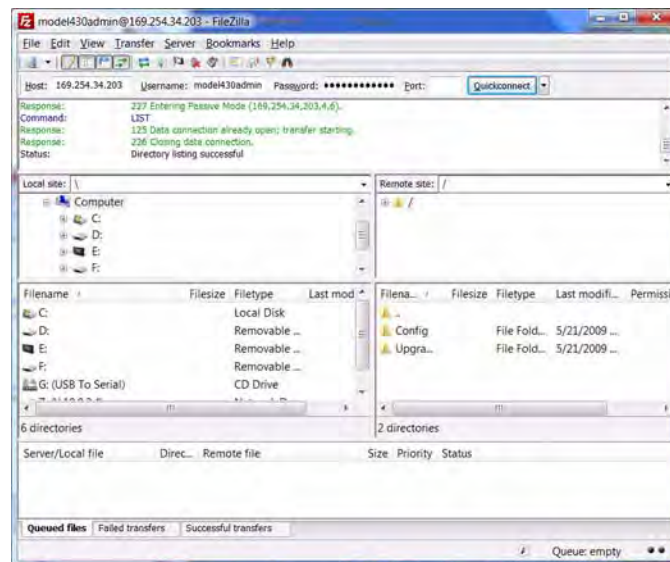 model430admin@169.254.34.203 - FileZilla
File Edit View Transfer Server Bookmarks Help
Host: 169.254.34.203 Username: model430admin Password: ●●●●●●●●●●●● Port: Quickconnect
Response: 227 Entering Passive Mode (169,254,34,203,4,6).
Command: LIST
Response: 125 Data connection already open; transfer starting.
Response: 226 Closing data connection.
Status: Directory listing successful
Local site: \
Computer
C:
D:
E:
F:
Remote site: /
/
Filename / Filesize Filetype Last mod
C: Local Disk
D: Removable ...
E: Removable ...
F: Removable ...
G: (USB To Serial) CD Drive
6 directories
Filena... / Filesize Filetype Last modifi... Permissi
..
Config File Fold... 5/21/2009 ...
Upgra... File Fold... 5/21/2009 ...
2 directories
Server/Local file Direc... Remote file Size Priority Status
Queued files Failed transfers Successful transfers
Queue: empty